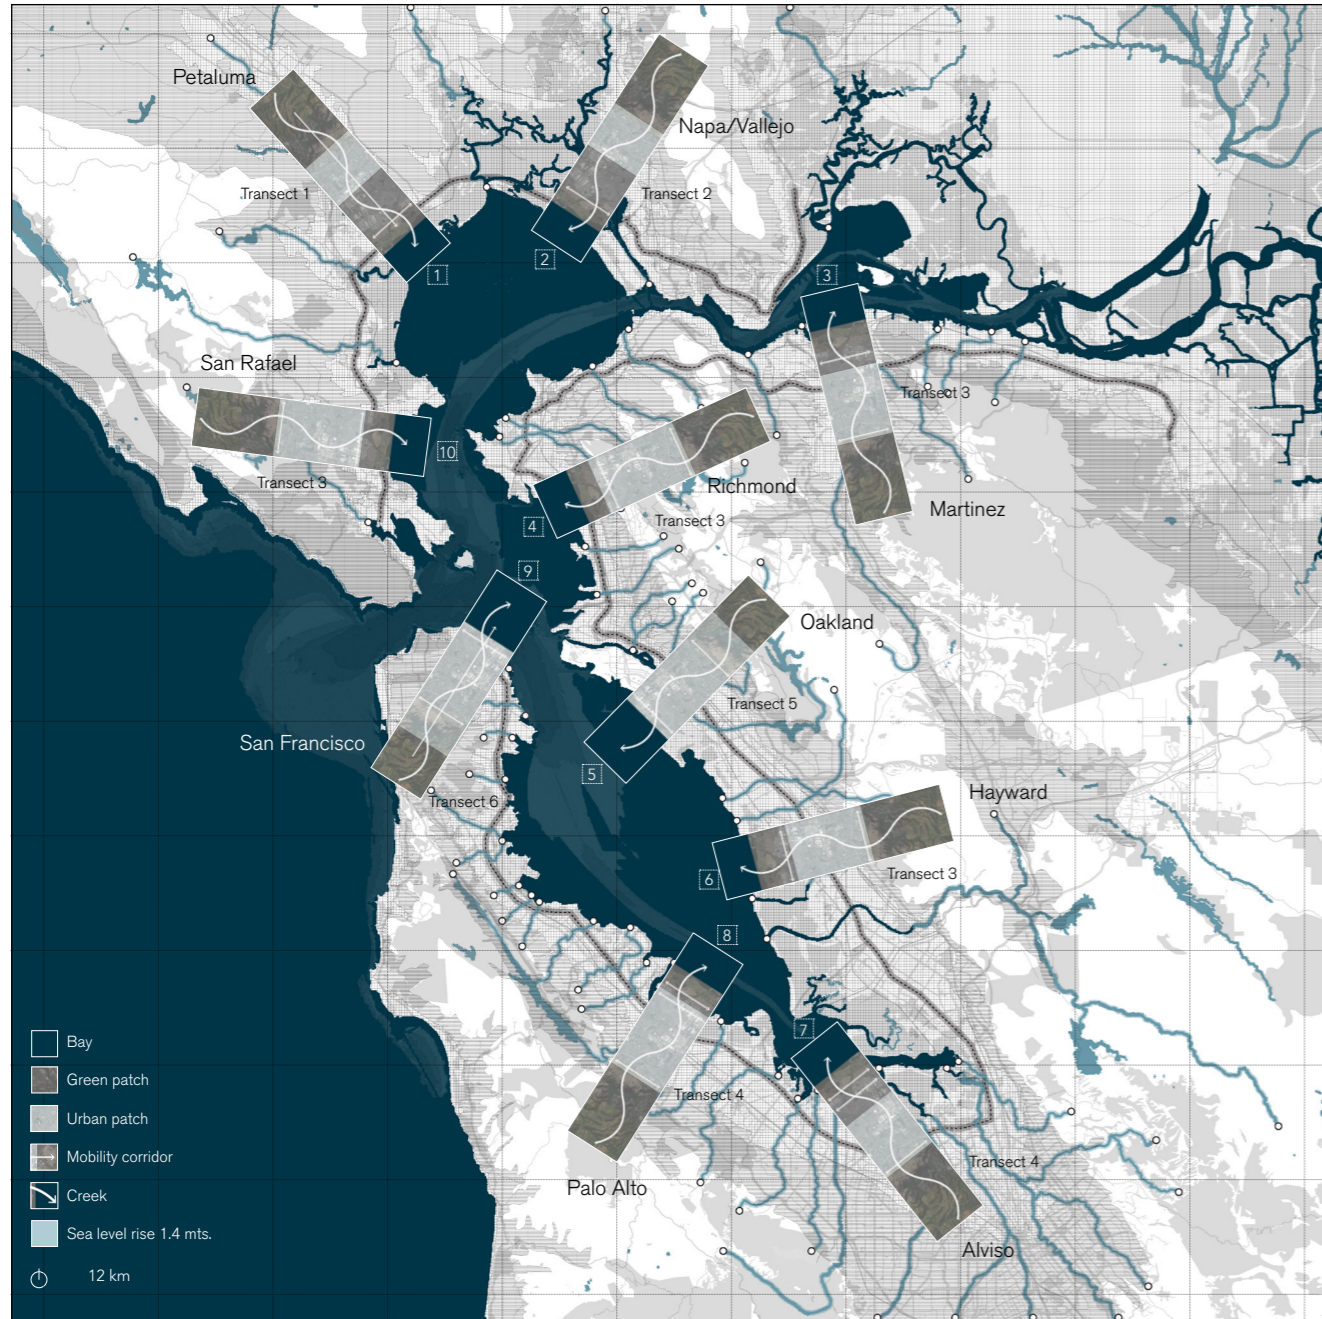 Petaluma
Napa/Vallejo
Transect 1
Transect 2
2
1
3
San Rafael
Transect 3
10
Transect 3
Richmond
4
Transect 3
Martinez
9
Oakland
Transect 5
San Francisco
5
Transect 6
Hayward
6
Transect 3
8
7
Transect 4
Palo Alto
Transect 4
Alviso
Bay
Green patch
Urban patch
Mobility corridor
Creek
Sea level rise 1.4 mts.
12 km